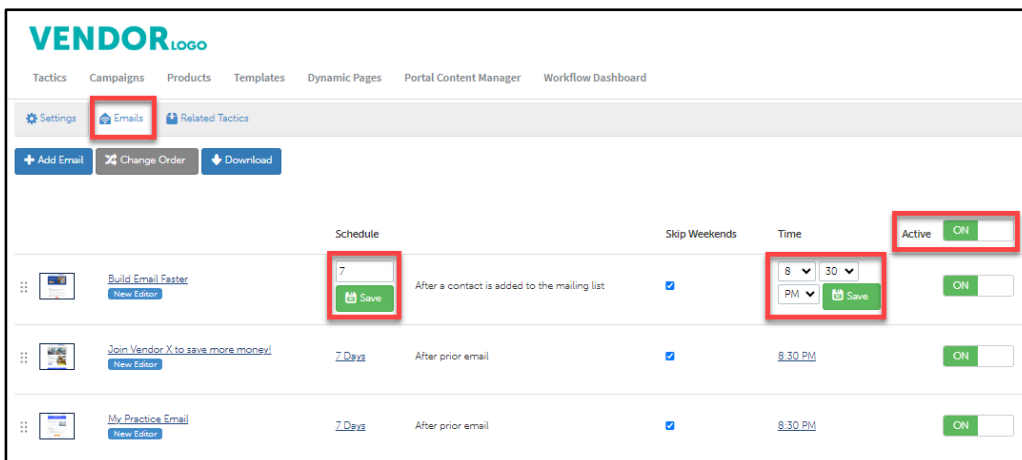 VENDOR LOGO
Tactics Campaigns Products Templates Dynamic Pages Portal Content Manager Workflow Dashboard
Settings Emails Related Tactics
Add Email Change Order Download
Schedule Skip Weekends Time Active ON
Build Email Faster
New Editor
7
Save
After a contact is added to the mailing list
8 30
PM Save
ON
Join Vendor X to save more money!
New Editor
7 Days After prior email 8:30 PM ON
My Practice Email
New Editor
7 Days After prior email 8:30 PM ON